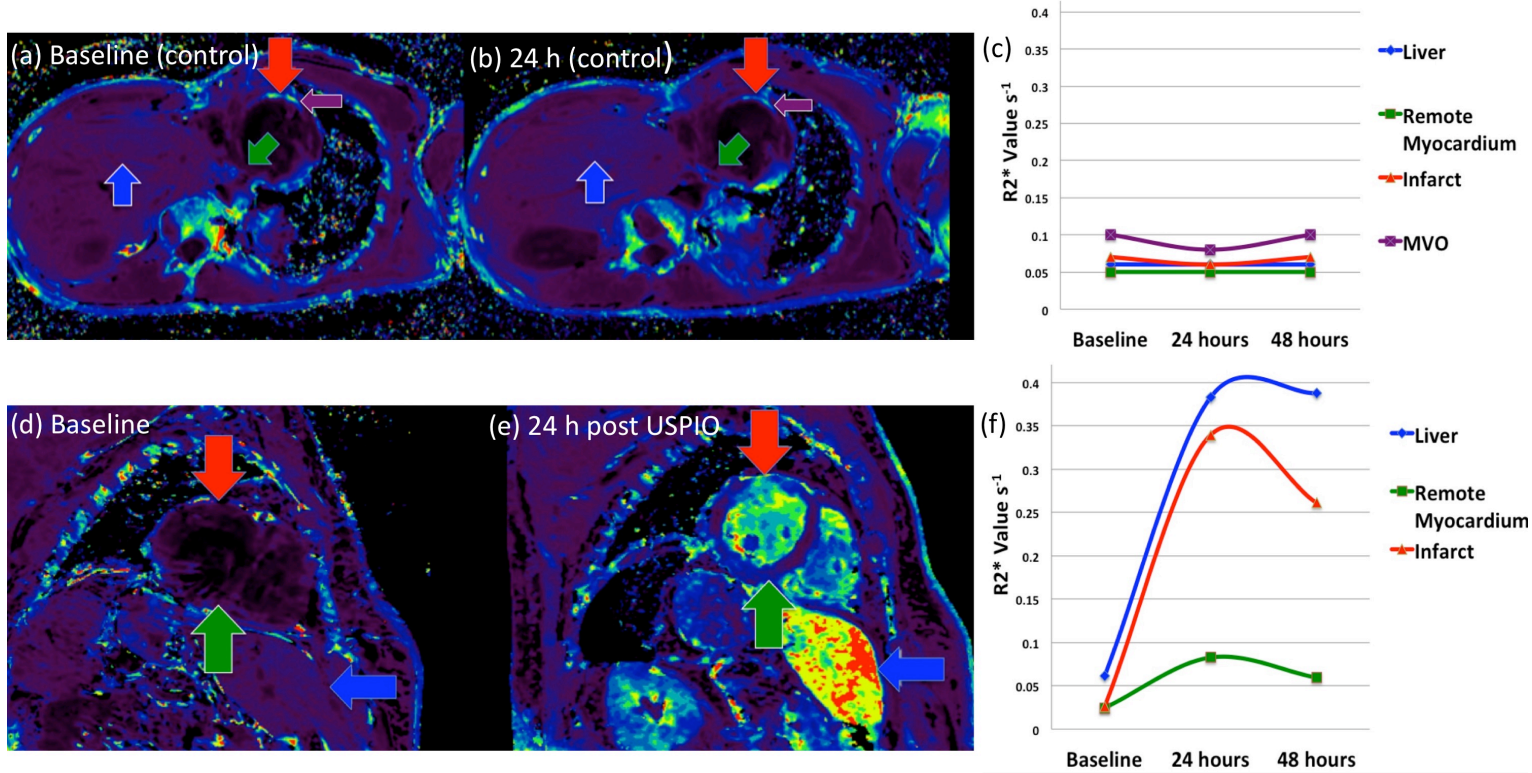 (a) Baseline (control)
(b) 24 h (control)
(c)
R2* Value s-1
0.4
0.35
0.3
0.25
0.2
0.15
0.1
0.05
0
Baseline
24 hours
48 hours
Liver
Remote
Myocardium
Infarct
MVO
(d) Baseline
(e) 24 h post USPIO
(f)
R2* Value s-1
0.4
0.35
0.3
0.25
0.2
0.15
0.1
0.05
0
Baseline
24 hours
48 hours
Liver
Remote
Myocardium
Infarct